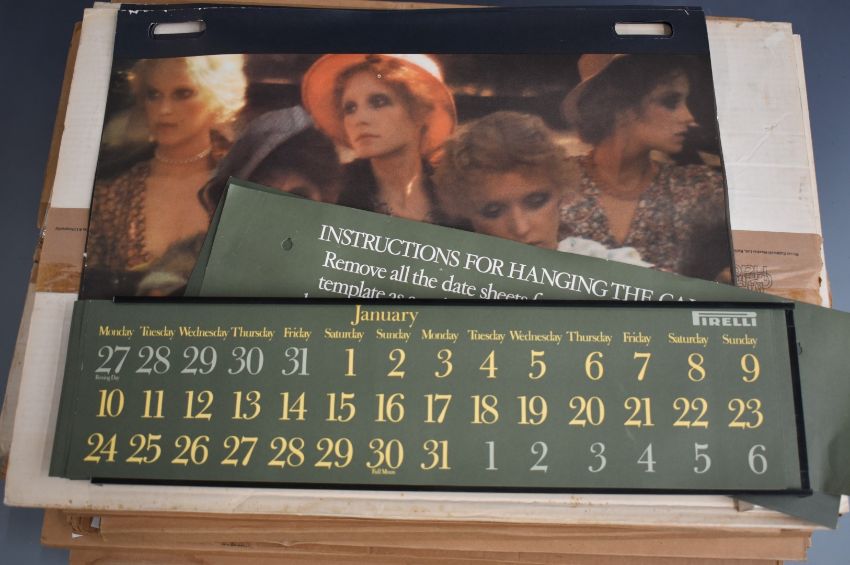 INSTRUCTIONS FOR HANGING THE CA
Remove all the date sheets f
template as
January
PIRELLI
Monday Tuesday Wednesday Thursday Friday Saturday Sunday Monday Tuesday Wednesday Thursday Friday Saturday Sunday
27 28 29 30 31 1 2 3 4 5 6 7 8 9
Boxing Day
10 11 12 13 14 15 16 17 18 19 20 21 22 23
24 25 26 27 28 29 30 31 1 2 3 4 5 6
Full Moon